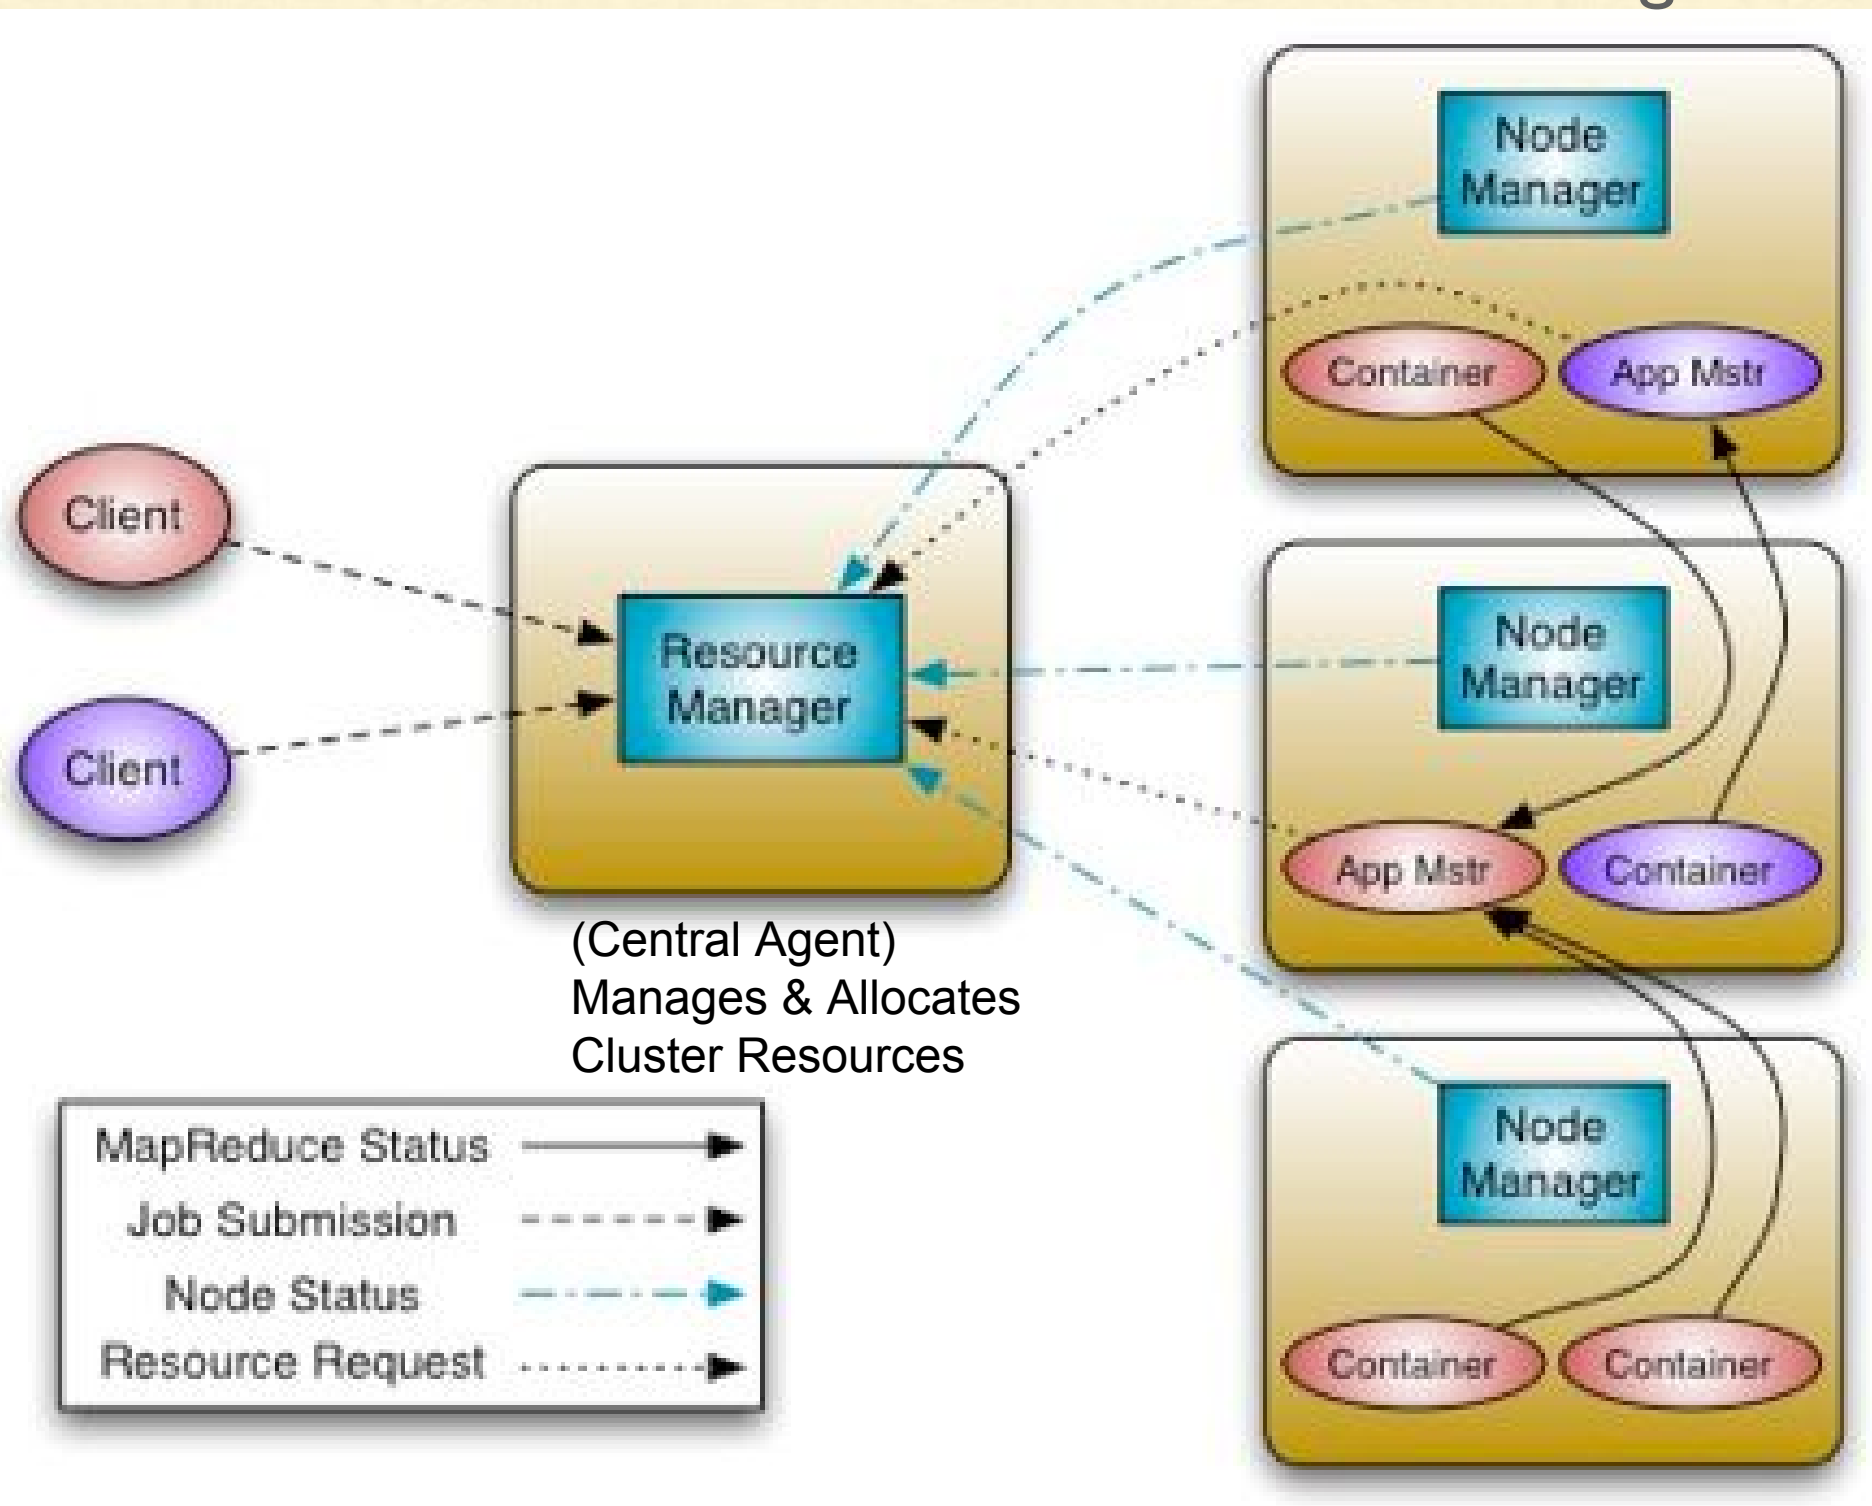 Node
Manager
Container
App Mstr
Client
Resource
Manager
Node
Manager
Client
App Mstr
Container
(Central Agent)
Manages & Allocates
Cluster Resources
MapReduce Status
Job Submission
Node Status
Resource Request
Node
Manager
Container
Container